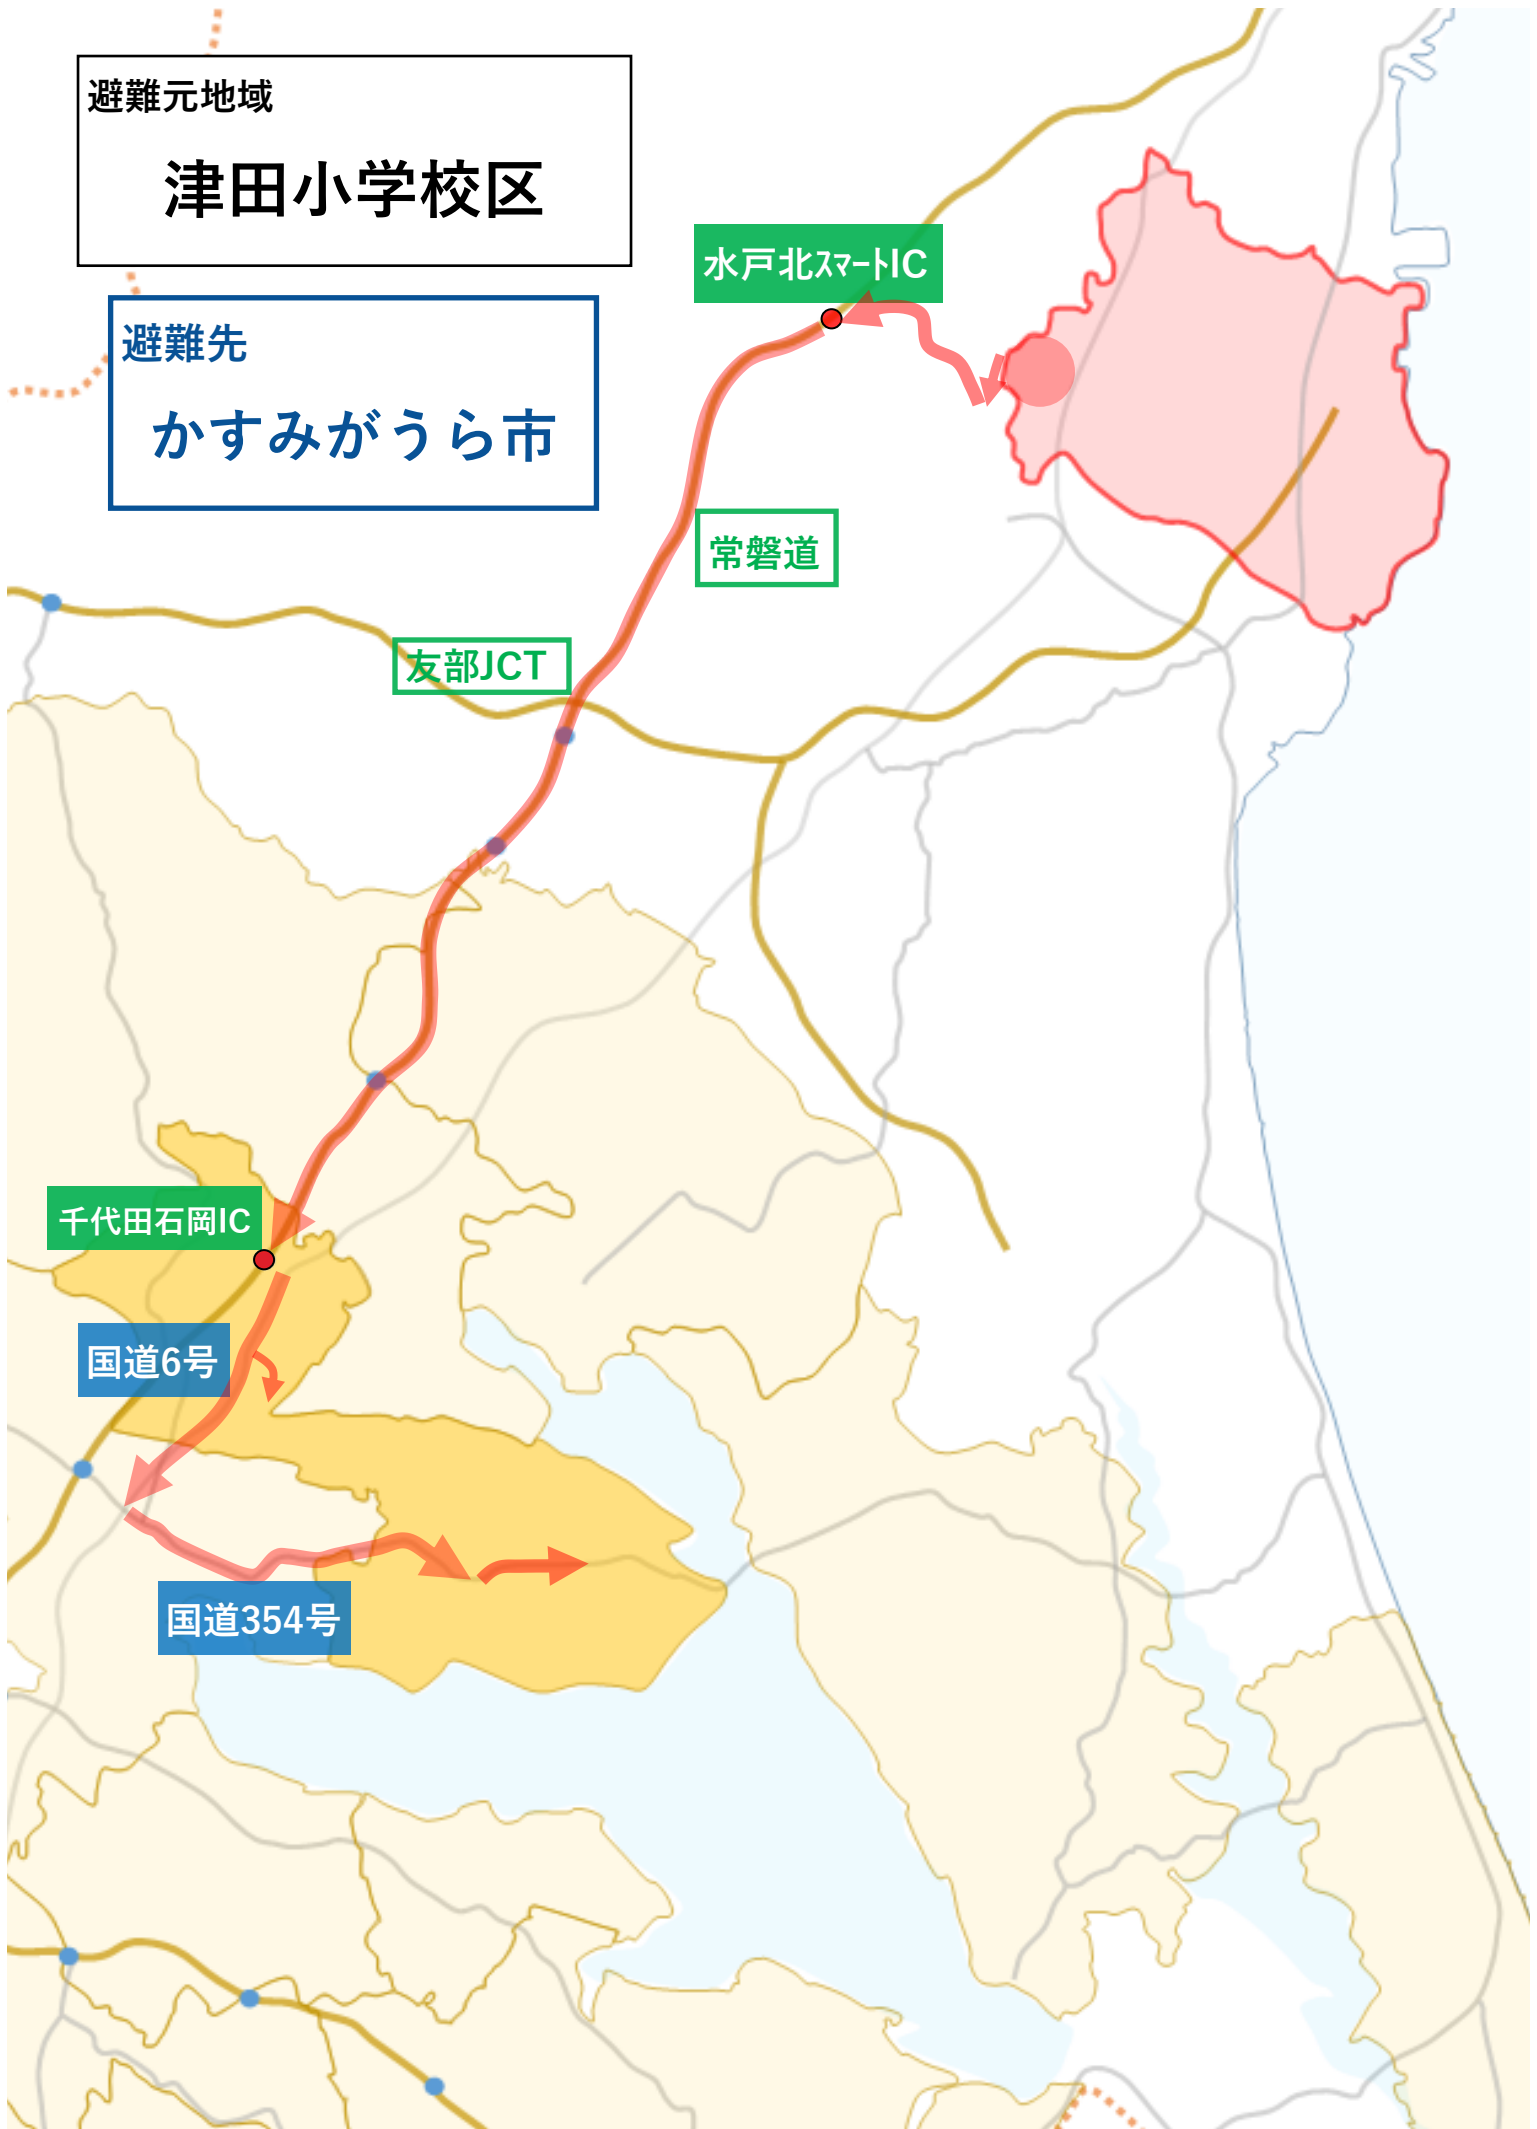 避難元地域
津田小学校区
水戸北ｽﾏｰﾄIC
避難先
かすみがうら市
常磐道
友部JCT
千代田石岡IC
国道6号
国道354号